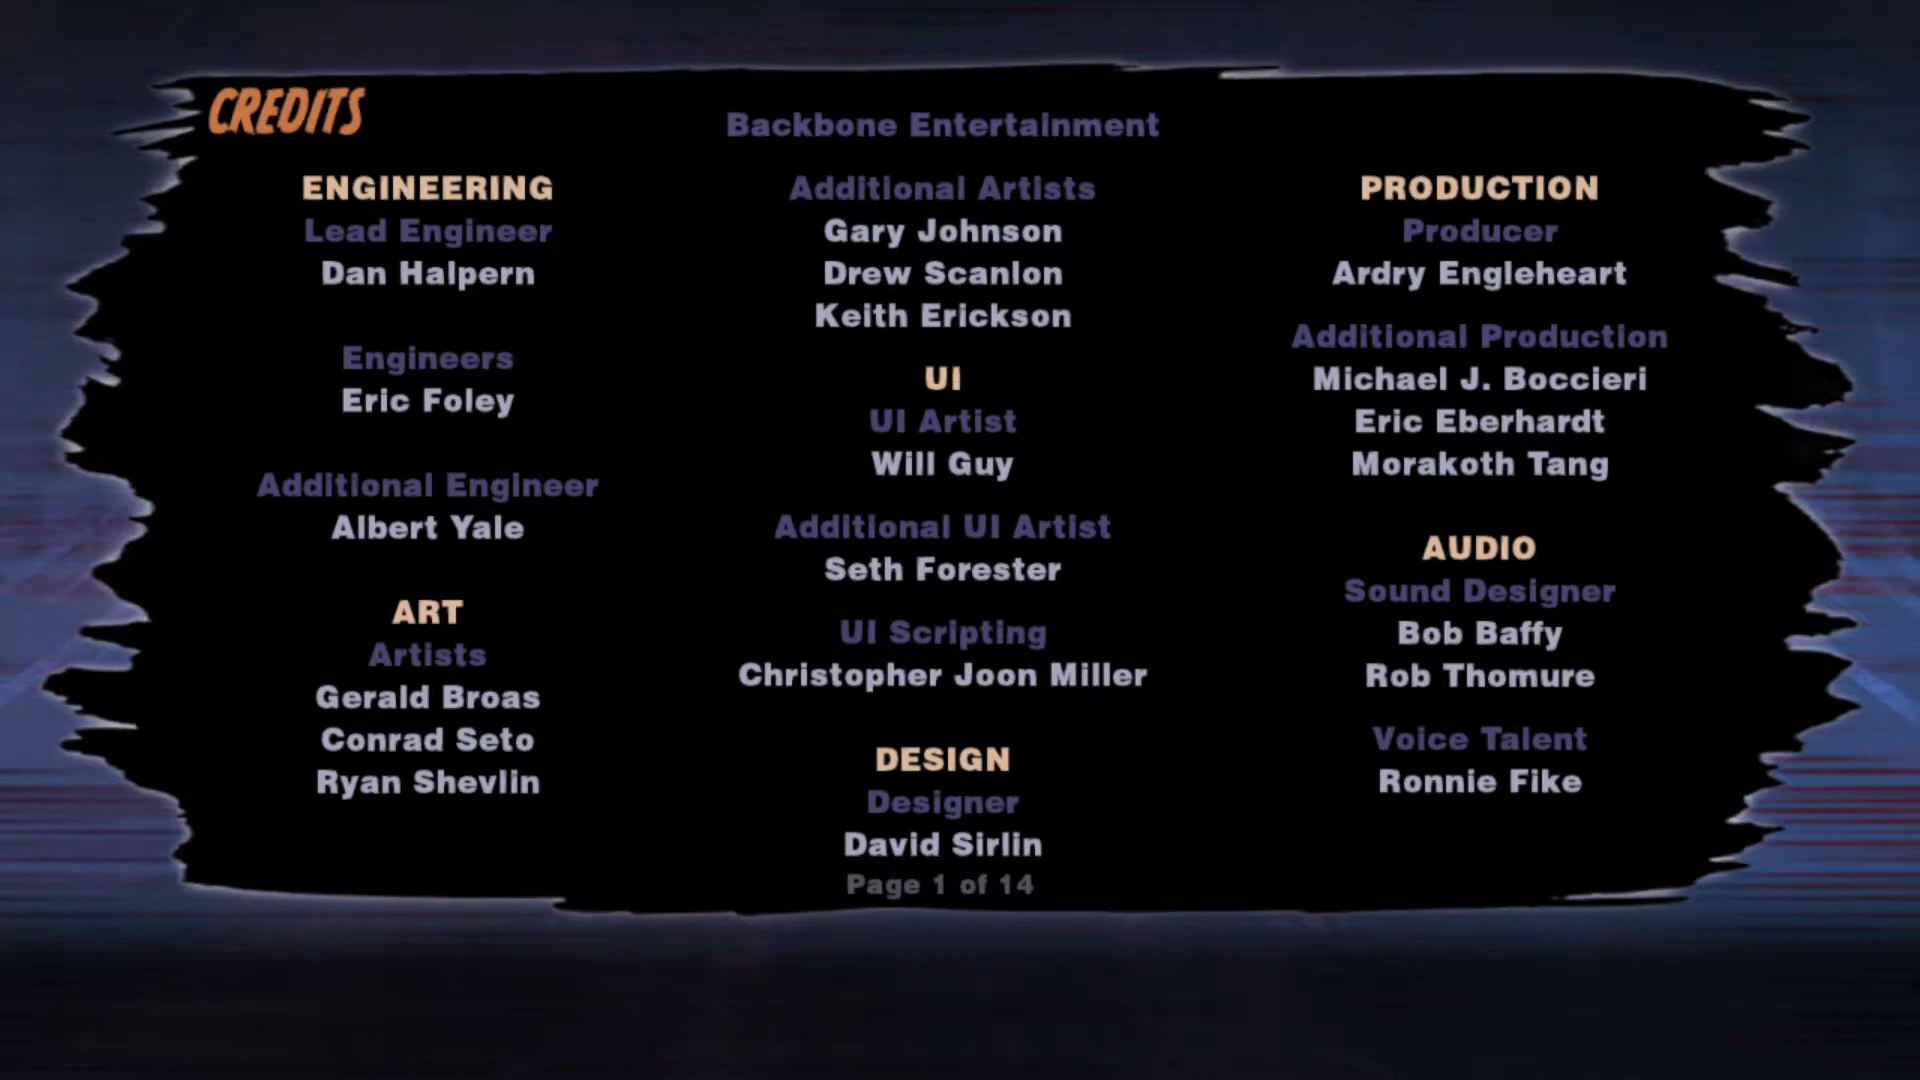 CREDITS
Backbone Entertainment
ENGINEERING
Lead Engineer
Dan Halpern
Engineers
Eric Foley
Additional Engineer
Albert Yale
ART
Artists
Gerald Broas
Conrad Seto
Ryan Shevlin
Additional Artists
Gary Johnson
Drew Scanlon
Keith Erickson
UI
UI Artist
Will Guy
Additional UI Artist
Seth Forester
UI Scripting
Christopher Joon Miller
DESIGN
Designer
David Sirlin
PRODUCTION
Producer
Ardry Engleheart
Additional Production
Michael J. Boccieri
Eric Eberhardt
Morakoth Tang
AUDIO
Sound Designer
Bob Baffy
Rob Thomure
Voice Talent
Ronnie Fike
Page 1 of 14